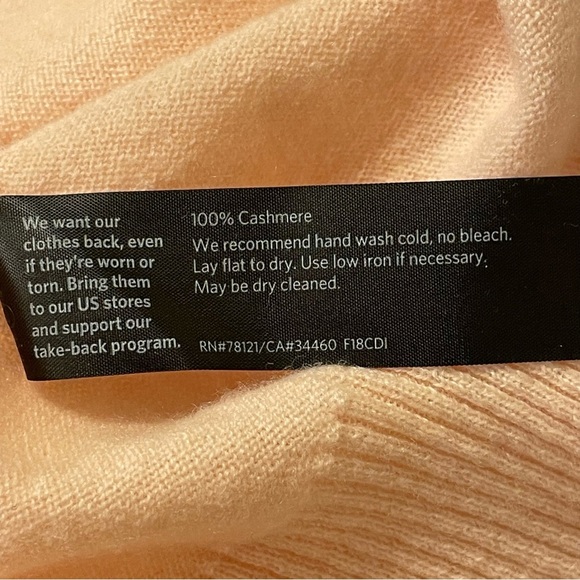 We want our
clothes back, even
if they're worn or
torn. Bring them
to our US stores
and support our
take-back program.
100% Cashmere
We recommend hand wash cold, no bleach.
Lay flat to dry. Use low iron if necessary.
May be dry cleaned.
RN#78121/CA#34460 F18CDI